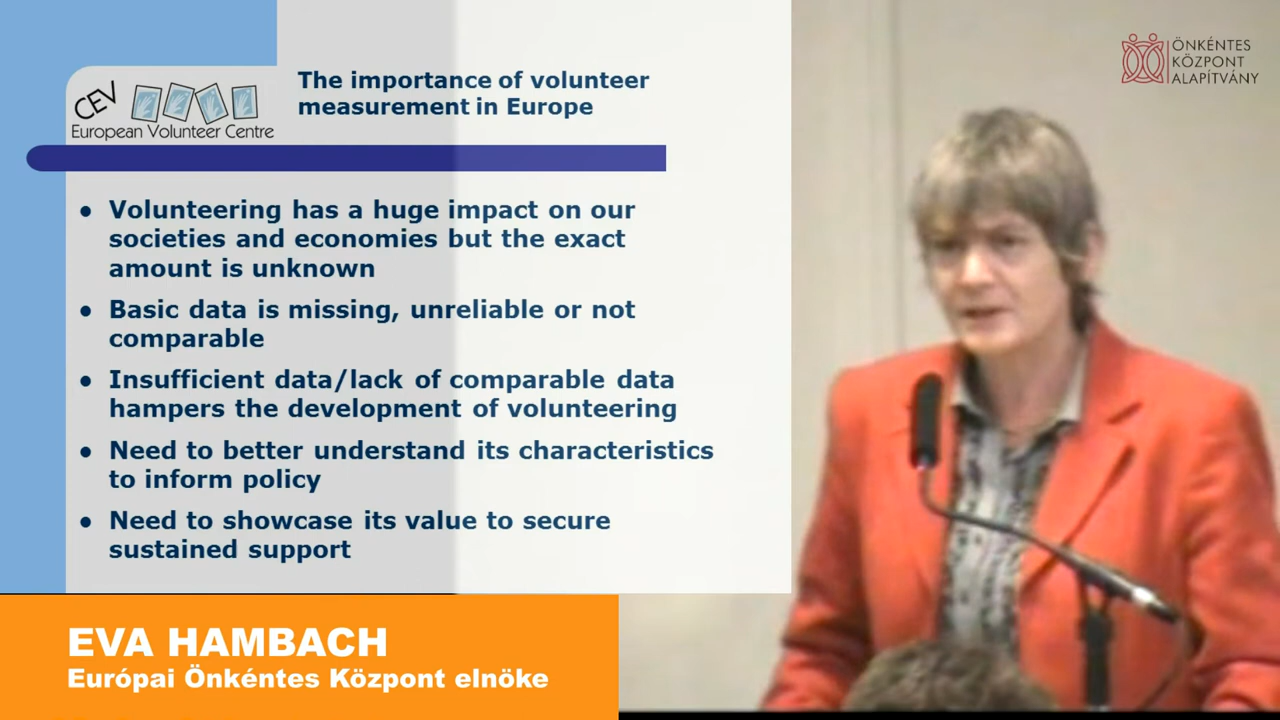 CEV
European Volunteer Centre
The importance of volunteer
measurement in Europe
• Volunteering has a huge impact on our
societies and economies but the exact
amount is unknown
• Basic data is missing, unreliable or not
comparable
• Insufficient data/lack of comparable data
hampers the development of volunteering
• Need to better understand its characteristics
to inform policy
• Need to showcase its value to secure
sustained support
ÖNKÉNTES
KÖZPONT
ALAPÍTVÁNY
EVA HAMBACH
Európai Önkéntes Központ elnöke